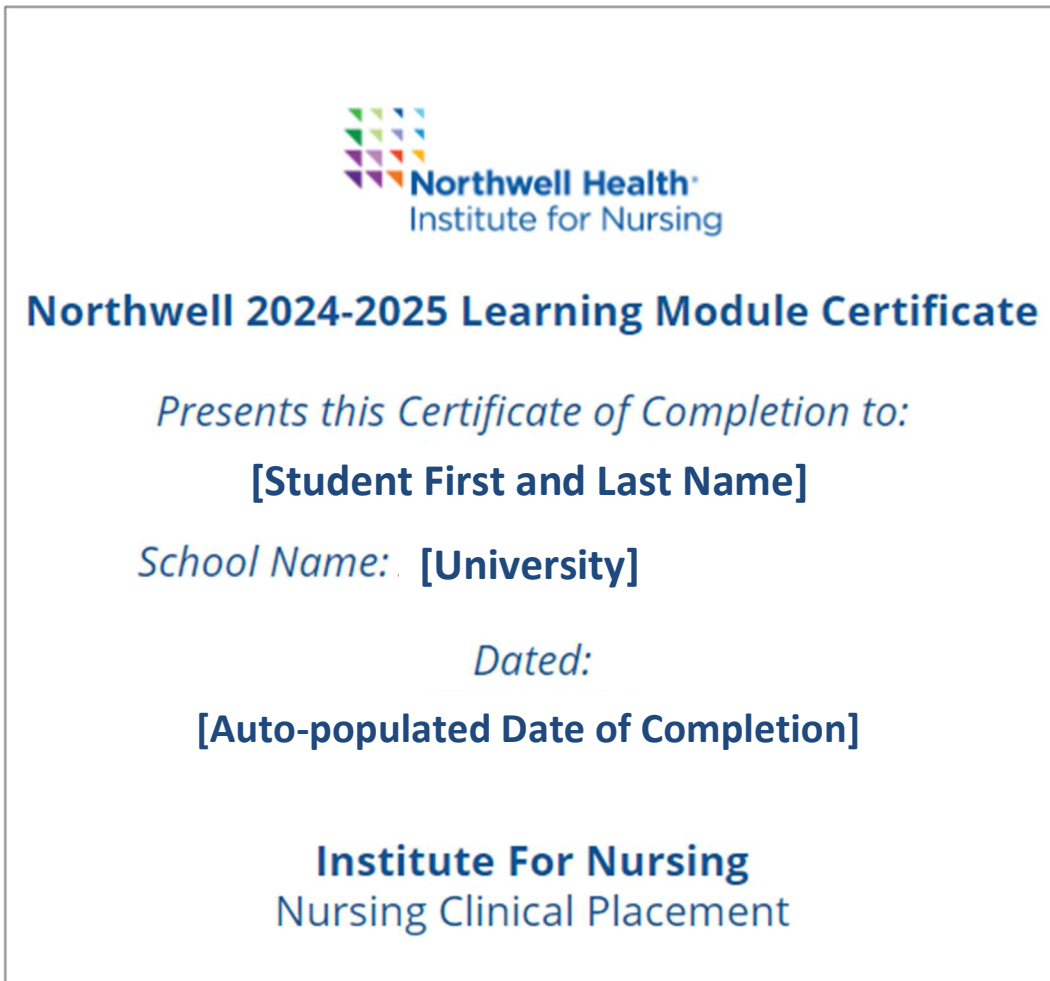 Northwell Health®
Institute for Nursing
Northwell 2024-2025 Learning Module Certificate
Presents this Certificate of Completion to:
[Student First and Last Name]
School Name: [University]
Dated:
[Auto-populated Date of Completion]
Institute For Nursing
Nursing Clinical Placement